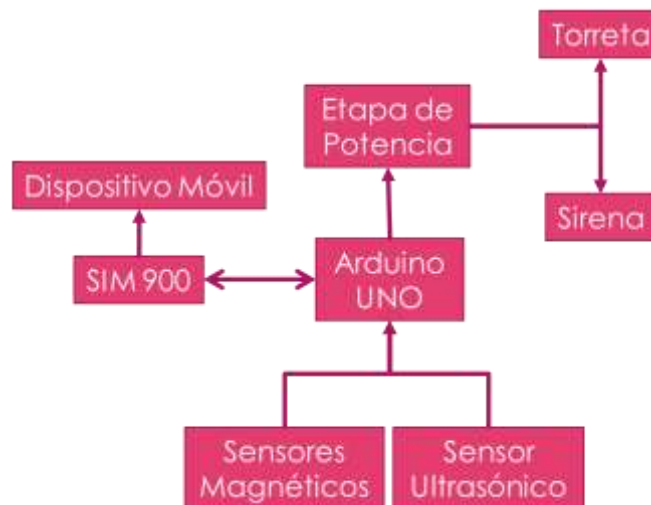 Torreta
Etapa de
Potencia
Dispositivo Móvil
Sirena
SIM 900
Arduino
UNO
Sensores
Magnéticos
Sensor
Ultrasónico